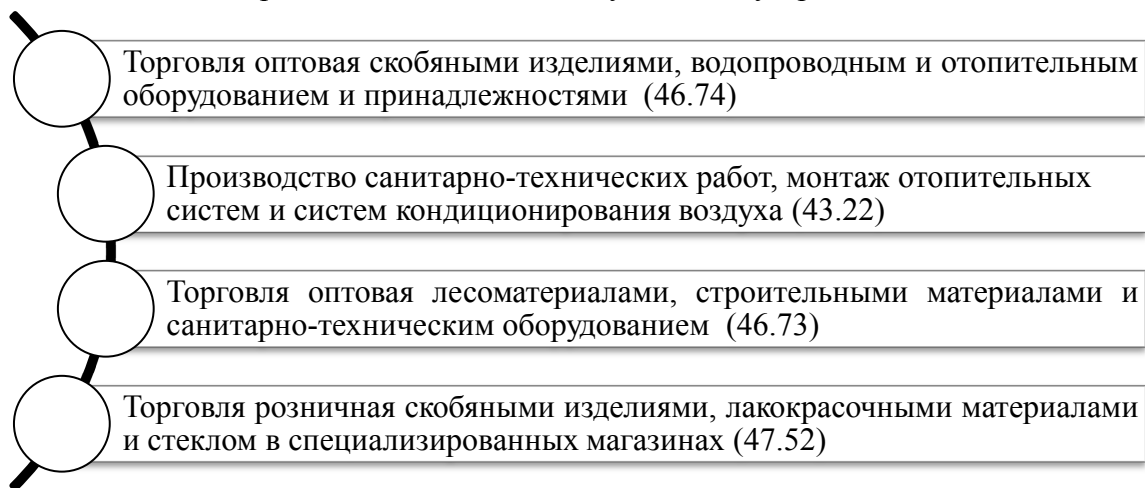 Торговля оптовая скобяными изделиями, водопроводным и отопительным
оборудованием и принадлежностями (46.74)
Производство санитарно-технических работ, монтаж отопительных
систем и систем кондиционирования воздуха (43.22)
Торговля оптовая лесоматериалами, строительными материалами и
санитарно-техническим оборудованием (46.73)
Торговля розничная скобяными изделиями, лакокрасочными материалами
и стеклом в специализированных магазинах (47.52)